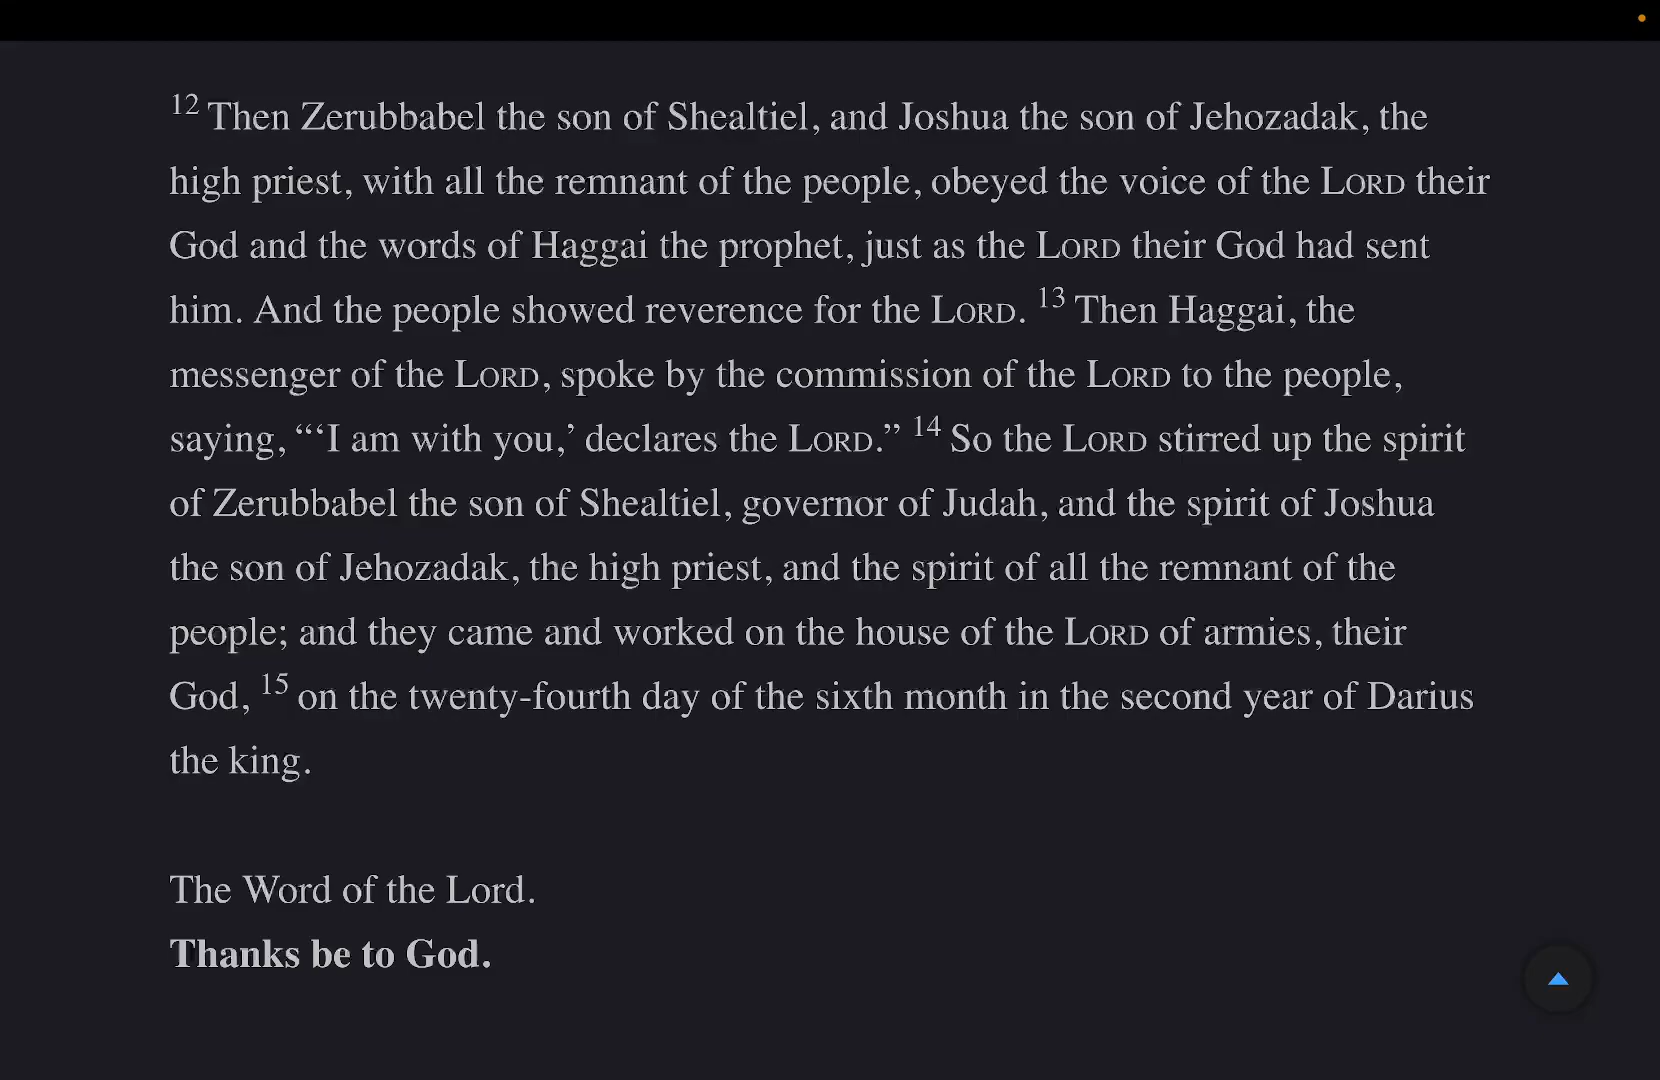 12 Then Zerubbabel the son of Shealtiel, and Joshua the son of Jehozadak, the
high priest, with all the remnant of the people, obeyed the voice of the LORD their
God and the words of Haggai the prophet, just as the LORD their God had sent
him. And the people showed reverence for the LORD. 13 Then Haggai, the
messenger of the LORD, spoke by the commission of the LORD to the people,
saying, “‘I am with you,’ declares the LORD.” 14 So the LORD stirred up the spirit
of Zerubbabel the son of Shealtiel, governor of Judah, and the spirit of Joshua
the son of Jehozadak, the high priest, and the spirit of all the remnant of the
people; and they came and worked on the house of the LORD of armies, their
God, 15 on the twenty-fourth day of the sixth month in the second year of Darius
the king.
The Word of the Lord.
Thanks be to God.